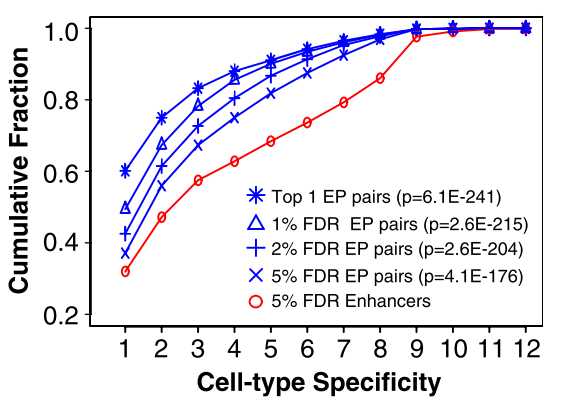 Cumulative Fraction
1.0
0.8
0.6
0.4
0.2
Top 1 EP pairs (p=6.1E-241)
1% FDR EP pairs (p=2.6E-215)
2% FDR EP pairs (p=2.6E-204)
5% FDR EP pairs (p=4.1E-176)
5% FDR Enhancers
1 2 3 4 5 6 7 8 9 10 11 12
Cell-type Specificity